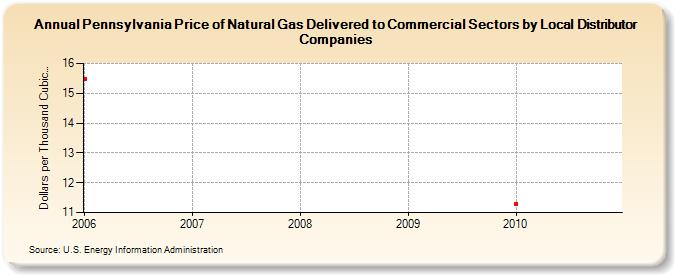 Annual Pennsylvania Price of Natural Gas Delivered to Commercial Sectors by Local Distributor
Companies
Dollars per Thousand Cubic...
16
15
14
13
12
11
2006 2007 2008 2009 2010
Source: U.S. Energy Information Administration